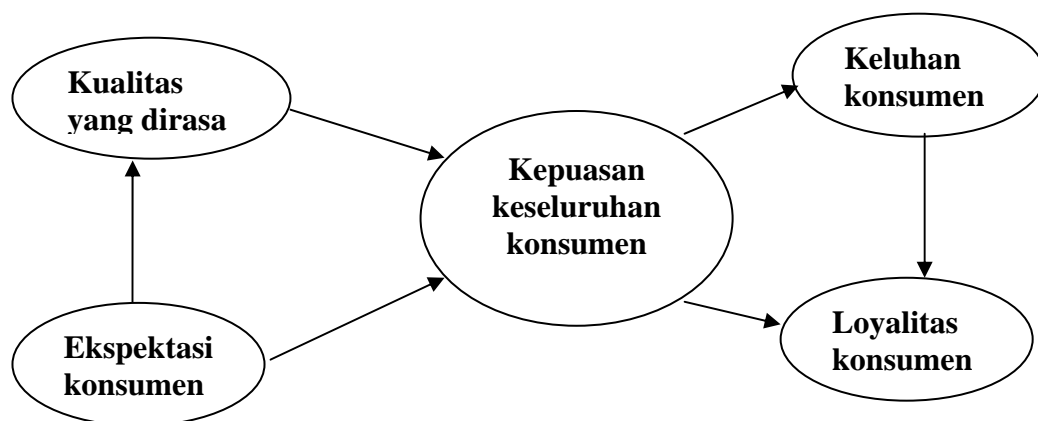 Kualitas
yang dirasa
Ekspektasi
konsumen
Kepuasan
keseluruhan
konsumen
Keluhan
konsumen
Loyalitas
konsumen